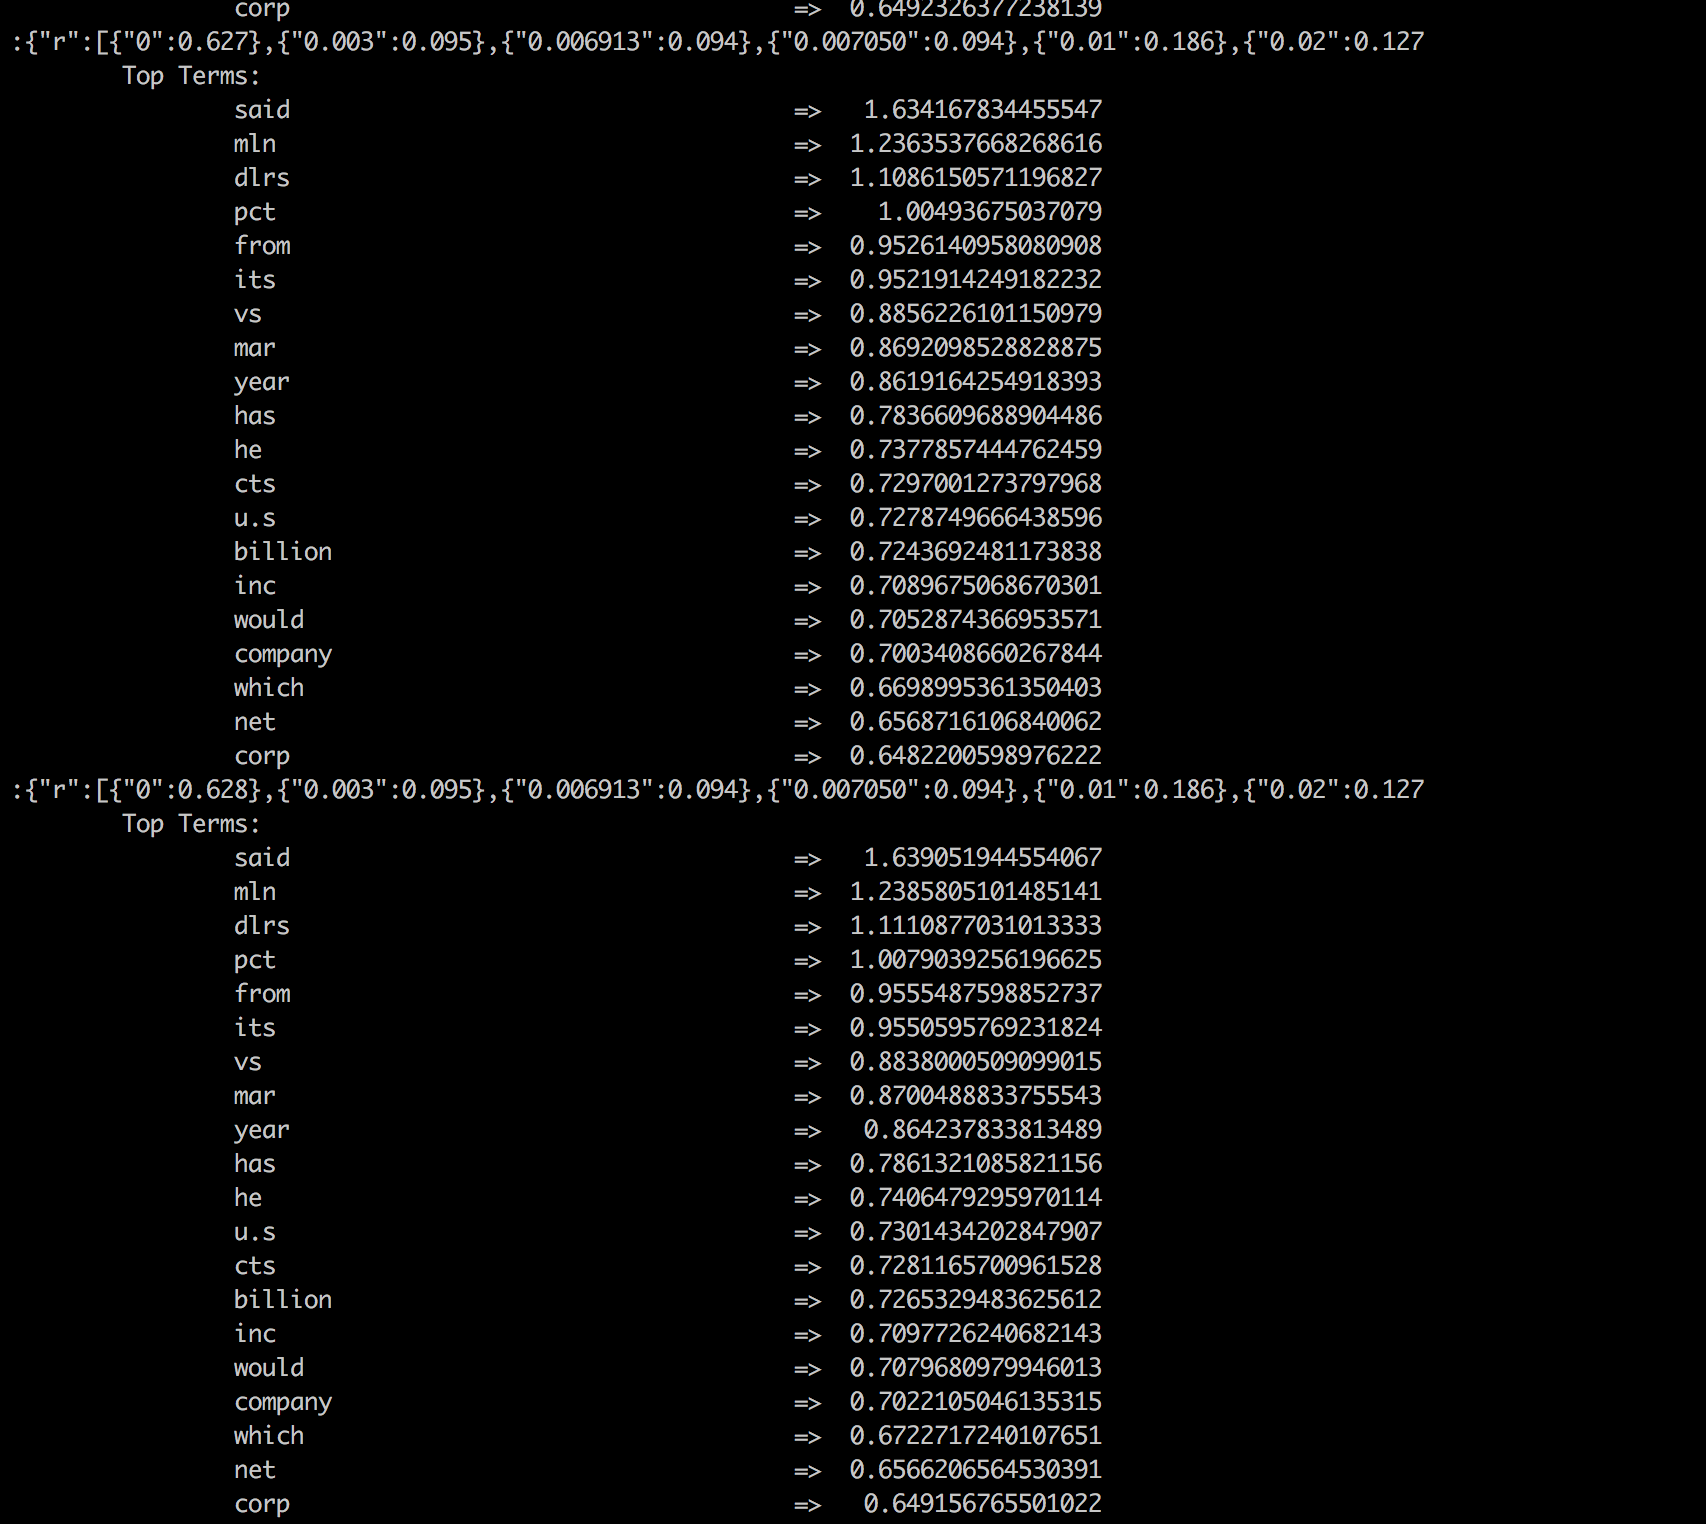 corp => 0.6492326377238139
:{"r":[{"0":0.627},{"0.003":0.095},{"0.006913":0.094},{"0.007050":0.094},{"0.01":0.186},{"0.02":0.127
Top Terms:
said => 1.634167834455547
mln => 1.2363537668268616
dlrs => 1.1086150571196827
pct => 1.00493675037079
from => 0.9526140958080908
its => 0.9521914249182232
vs => 0.8856226101150979
mar => 0.8692098528828875
year => 0.8619164254918393
has => 0.7836609688904486
he => 0.7377857444762459
cts => 0.7297001273797968
u.s => 0.7278749666438596
billion => 0.7243692481173838
inc => 0.7089675068670301
would => 0.7052874366953571
company => 0.7003408660267844
which => 0.6698995361350403
net => 0.6568716106840062
corp => 0.6482200598976222
:{"r":[{"0":0.628},{"0.003":0.095},{"0.006913":0.094},{"0.007050":0.094},{"0.01":0.186},{"0.02":0.127
Top Terms:
said => 1.639051944554067
mln => 1.2385805101485141
dlrs => 1.1110877031013333
pct => 1.0079039256196625
from => 0.9555487598852737
its => 0.9550595769231824
vs => 0.8838000509099015
mar => 0.8700488833755543
year => 0.864237833813489
has => 0.7861321085821156
he => 0.7406479295970114
u.s => 0.7301434202847907
cts => 0.7281165700961528
billion => 0.7265329483625612
inc => 0.7097726240682143
would => 0.7079680979946013
company => 0.7022105046135315
which => 0.6722717240107651
net => 0.6566206564530391
corp => 0.649156765501022